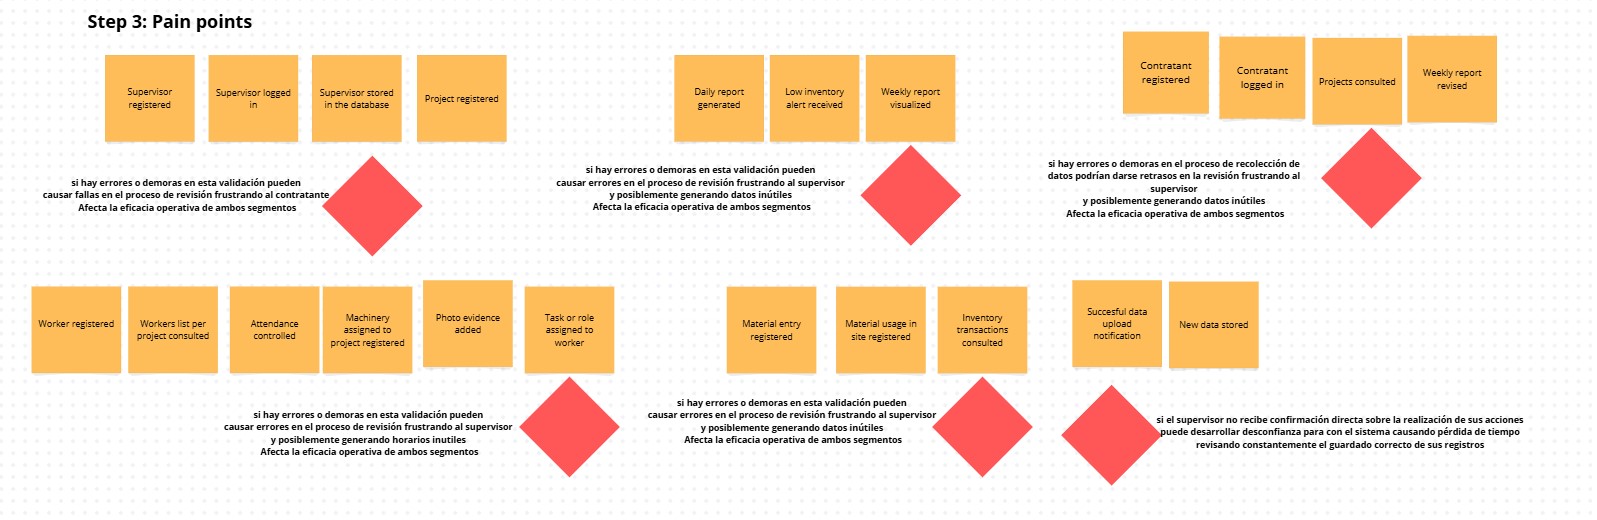 Step 3: Pain points
Supervisor
registered
Supervisor logged
in
Supervisor stored
in the database
Project registered
si hay errores o demoras en esta validación pueden
causar fallas en el proceso de revisión frustrando al contratante
Afecta la eficacia operativa de ambos segmentos
Daily report
generated
Low inventory
alert received
Weekly report
visualized
si hay errores o demoras en esta validación pueden
causar errores en el proceso de revisión frustrando al supervisor
y posiblemente generando datos inútiles
Afecta la eficacia operativa de ambos segmentos
Contratant
registered
Contratant
logged in
Projects consulted
Weekly report
revised
si hay errores o demoras en el proceso de recolección de
datos podrían darse retrasos en la revisión frustrando al
supervisor
y posiblemente generando datos inútiles
Afecta la eficacia operativa de ambos segmentos
Worker registered
Workers list per
project consulted
Attendance
controlled
Machinery
assigned to
project registered
Photo evidence
added
Task or role
assigned to
worker
si hay errores o demoras en esta validación pueden
causar errores en el proceso de revisión frustrando al supervisor
y posiblemente generando horarios inutiles
Afecta la eficacia operativa de ambos segmentos
Material entry
registered
Material usage in
site registered
Inventory
transactions
consulted
si hay errores o demoras en esta validación pueden
causar errores en el proceso de revisión frustrando al supervisor
y posiblemente generando datos inútiles
Afecta la eficacia operativa de ambos segmentos
Succesful data
upload
notification
New data stored
si el supervisor no recibe confirmación directa sobre la realización de sus acciones
puede desarrollar desconfianza para con el sistema causando pérdida de tiempo
revisando constantemente el guardado correcto de sus registros